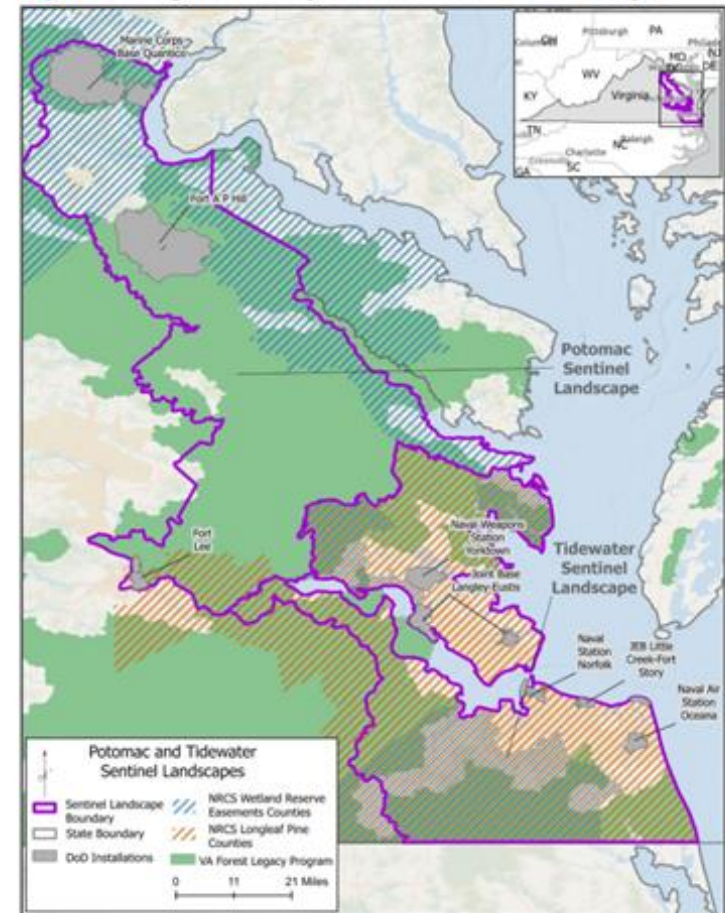 Marine Corps
Base Quantico
Pittsburgh
PA
OH
Philade
NJ
MD
DE
WV
KY
Virginia
TN
Raleigh
NC
Charlotte
SC
GA
Fort A P Hill
Potomac
Sentinel
Landscape
Fort
Lee
Naval Weapons
Station
Yorktown
Joint Base
Langley-Eustis
Tidewater
Sentinel
Landscape
Naval
Station
Norfolk
JEB Little
Creek-Fort
Story
Naval Air
Station
Oceana
Potomac and Tidewater
Sentinel Landscapes
Sentinel Landscape
Boundary
State Boundary
DoD Installations
NRCS Wetland Reserve
Easements Counties
NRCS Longleaf Pine
Counties
VA Forest Legacy Program
0 11 21 Miles